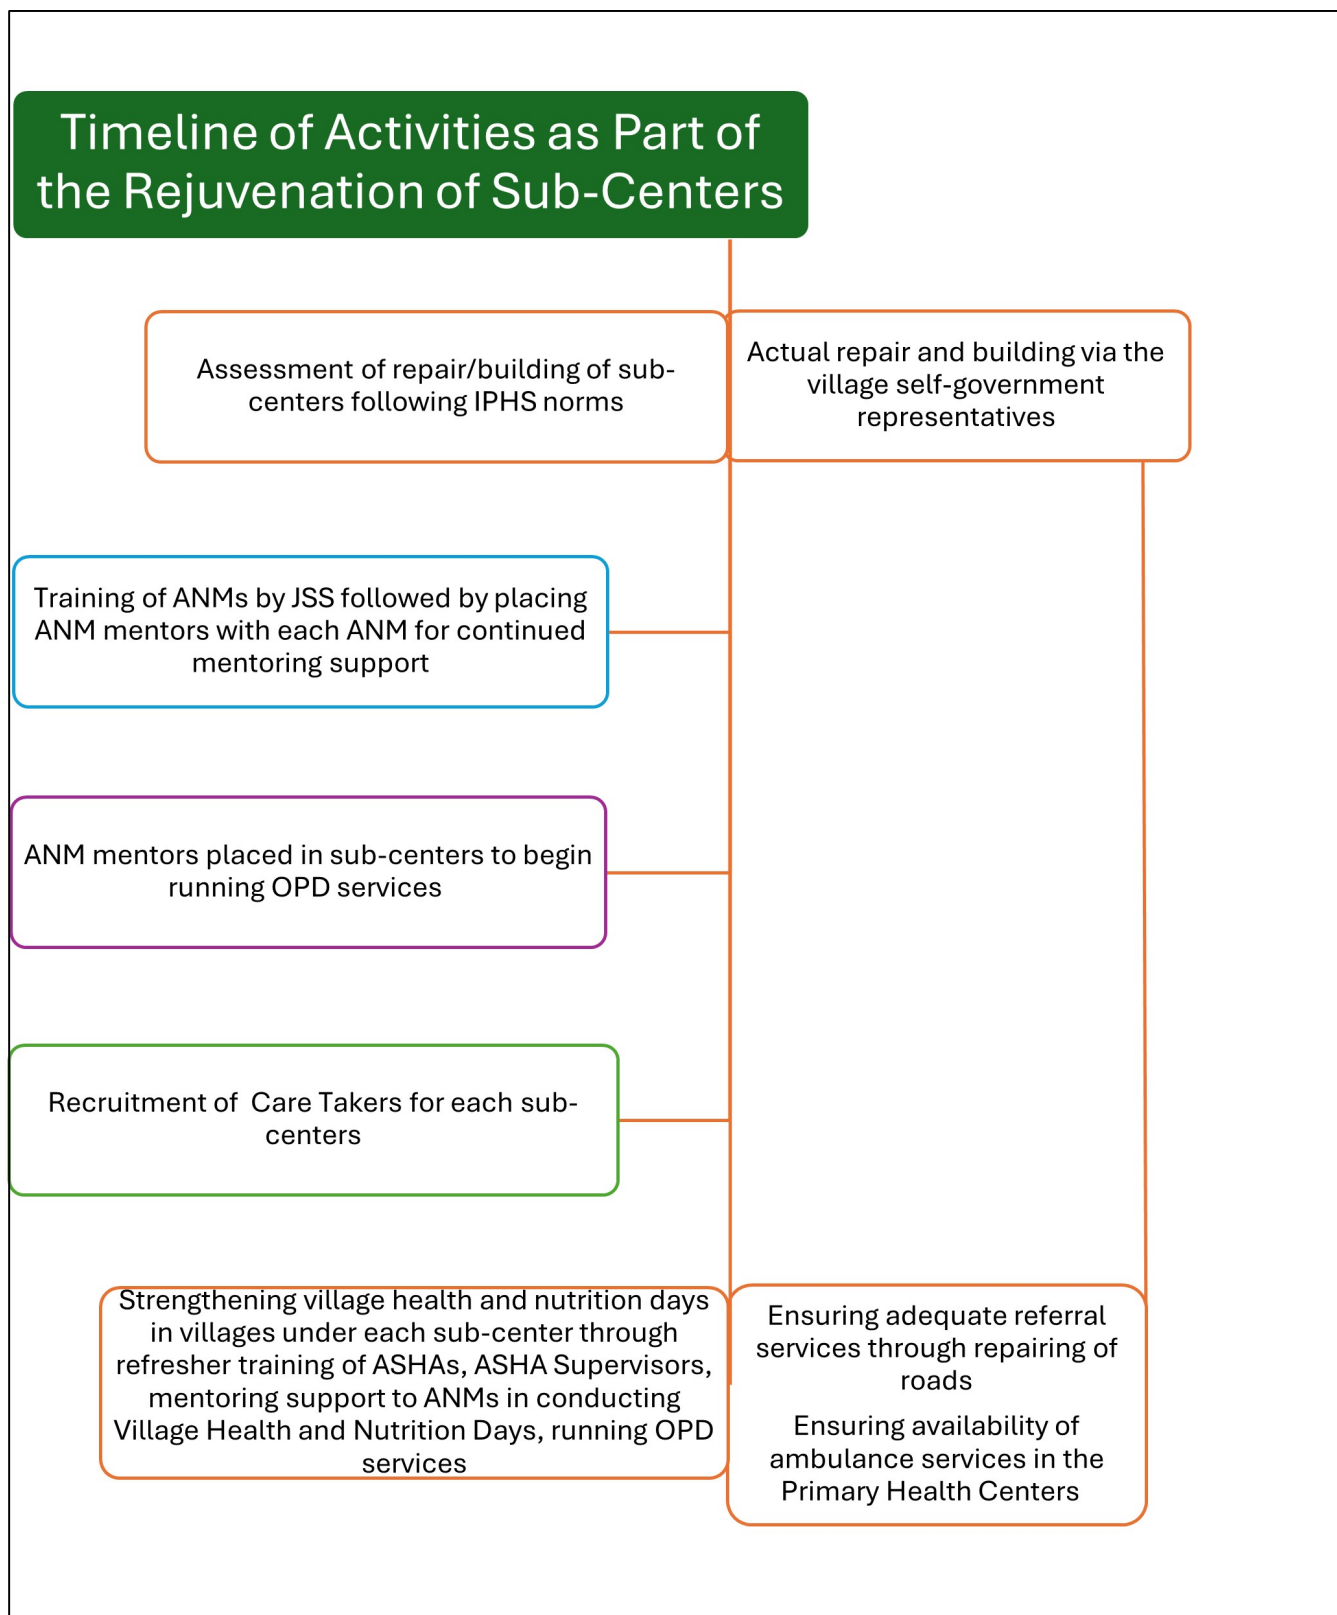 Timeline of Activities as Part of
the Rejuvenation of Sub-Centers
Assessment of repair/building of sub-
centers following IPHS norms
Actual repair and building via the
village self-government
representatives
Training of ANMs by JSS followed by placing
ANM mentors with each ANM for continued
mentoring support
ANM mentors placed in sub-centers to begin
running OPD services
Recruitment of  Care Takers for each sub-
centers
Strengthening village health and nutrition days
in villages under each sub-center through
refresher training of ASHAs, ASHA Supervisors,
mentoring support to ANMs in conducting
Village Health and Nutrition Days, running OPD
services
Ensuring adequate referral
services through repairing of
roads
Ensuring availability of
ambulance services in the
Primary Health Centers